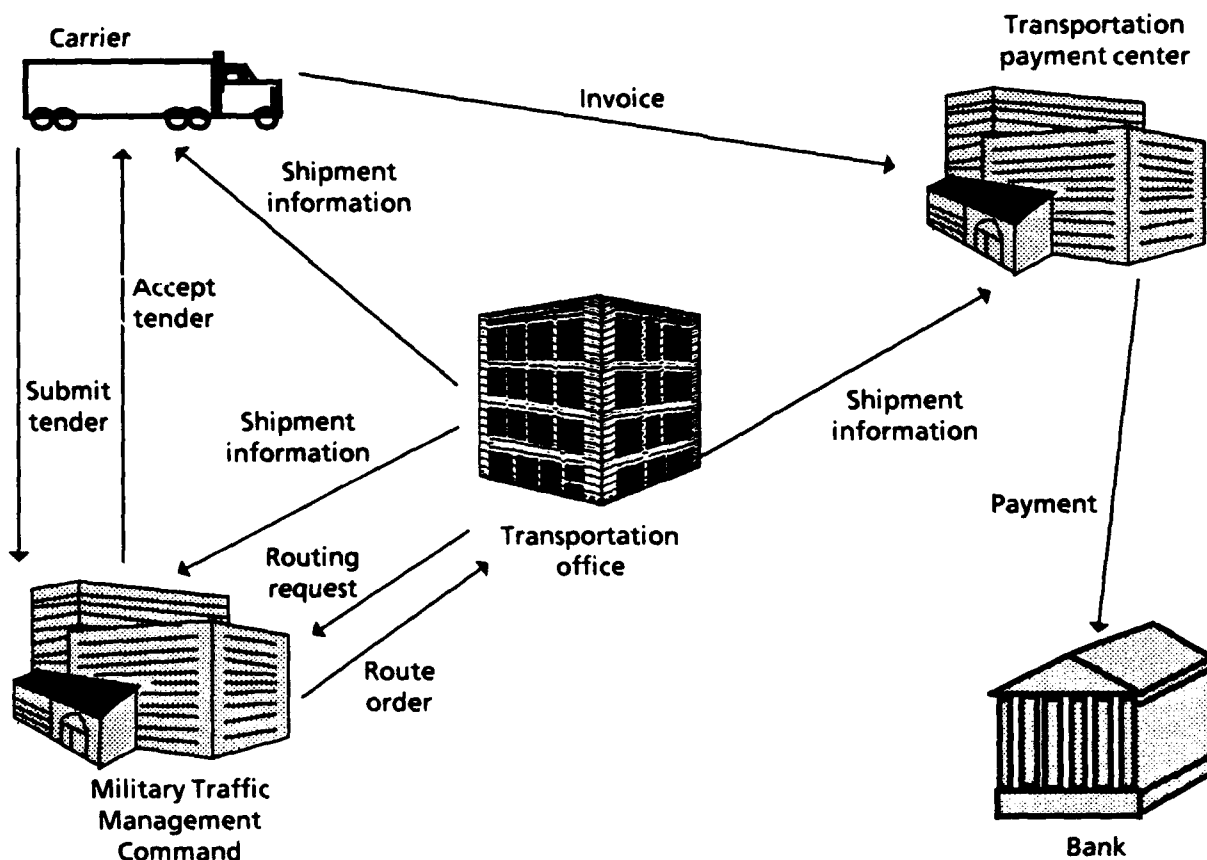 Carrier
Transportation
payment center
Invoice
Shipment
information
Accept
tender
Submit
tender
Shipment
information
Shipment
information
Transportation
office
Routing
request
Route
order
Payment
Military Traffic
Management
Command
Bank